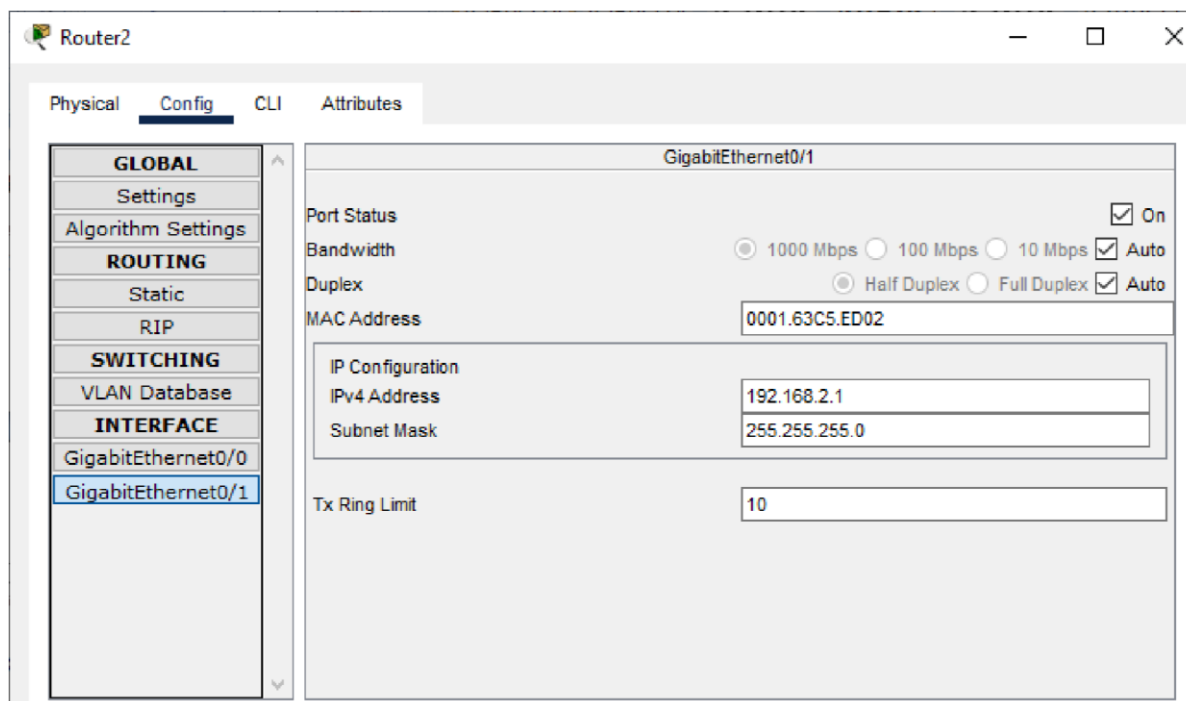 Router2
Physical Config CLI Attributes
GLOBAL
Settings
Algorithm Settings
ROUTING
Static
RIP
SWITCHING
VLAN Database
INTERFACE
GigabitEthernet0/0
GigabitEthernet0/1
GigabitEthernet0/1
Port Status On
Bandwidth 1000 Mbps 100 Mbps 10 Mbps Auto
Duplex Half Duplex Full Duplex Auto
MAC Address 0001.63C5.ED02
IP Configuration
IPv4 Address 192.168.2.1
Subnet Mask 255.255.255.0
Tx Ring Limit 10